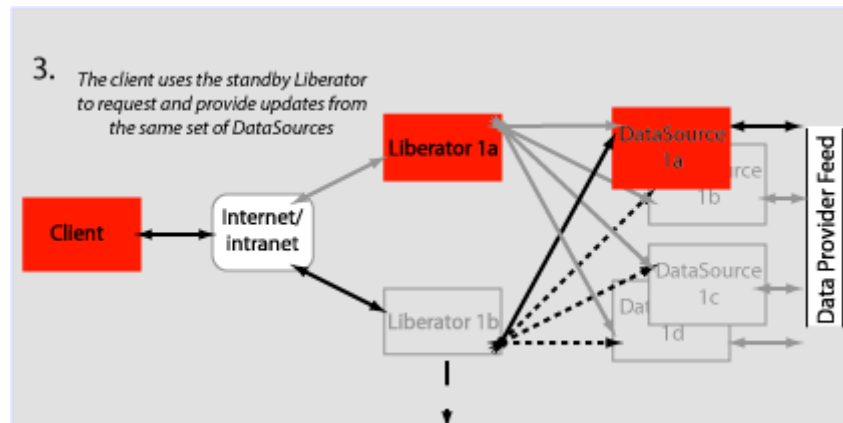 3.
The client uses the standby Liberator
to request and provide updates from
the same set of DataSources
Client
Internet/
intranet
Liberator 1a
Liberator 1b
DataSource
1a
1b
DataSource
1c
1d
Data Provider Feed